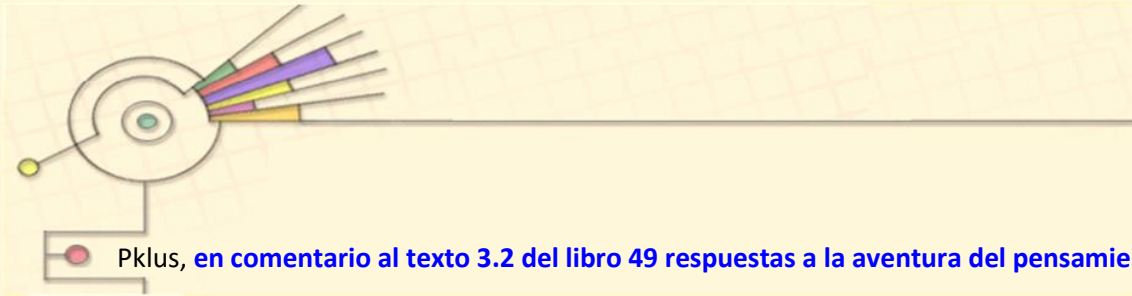 Pklus, en comentario al texto 3.2 del libro 49 respuestas a la aventura del pensamie